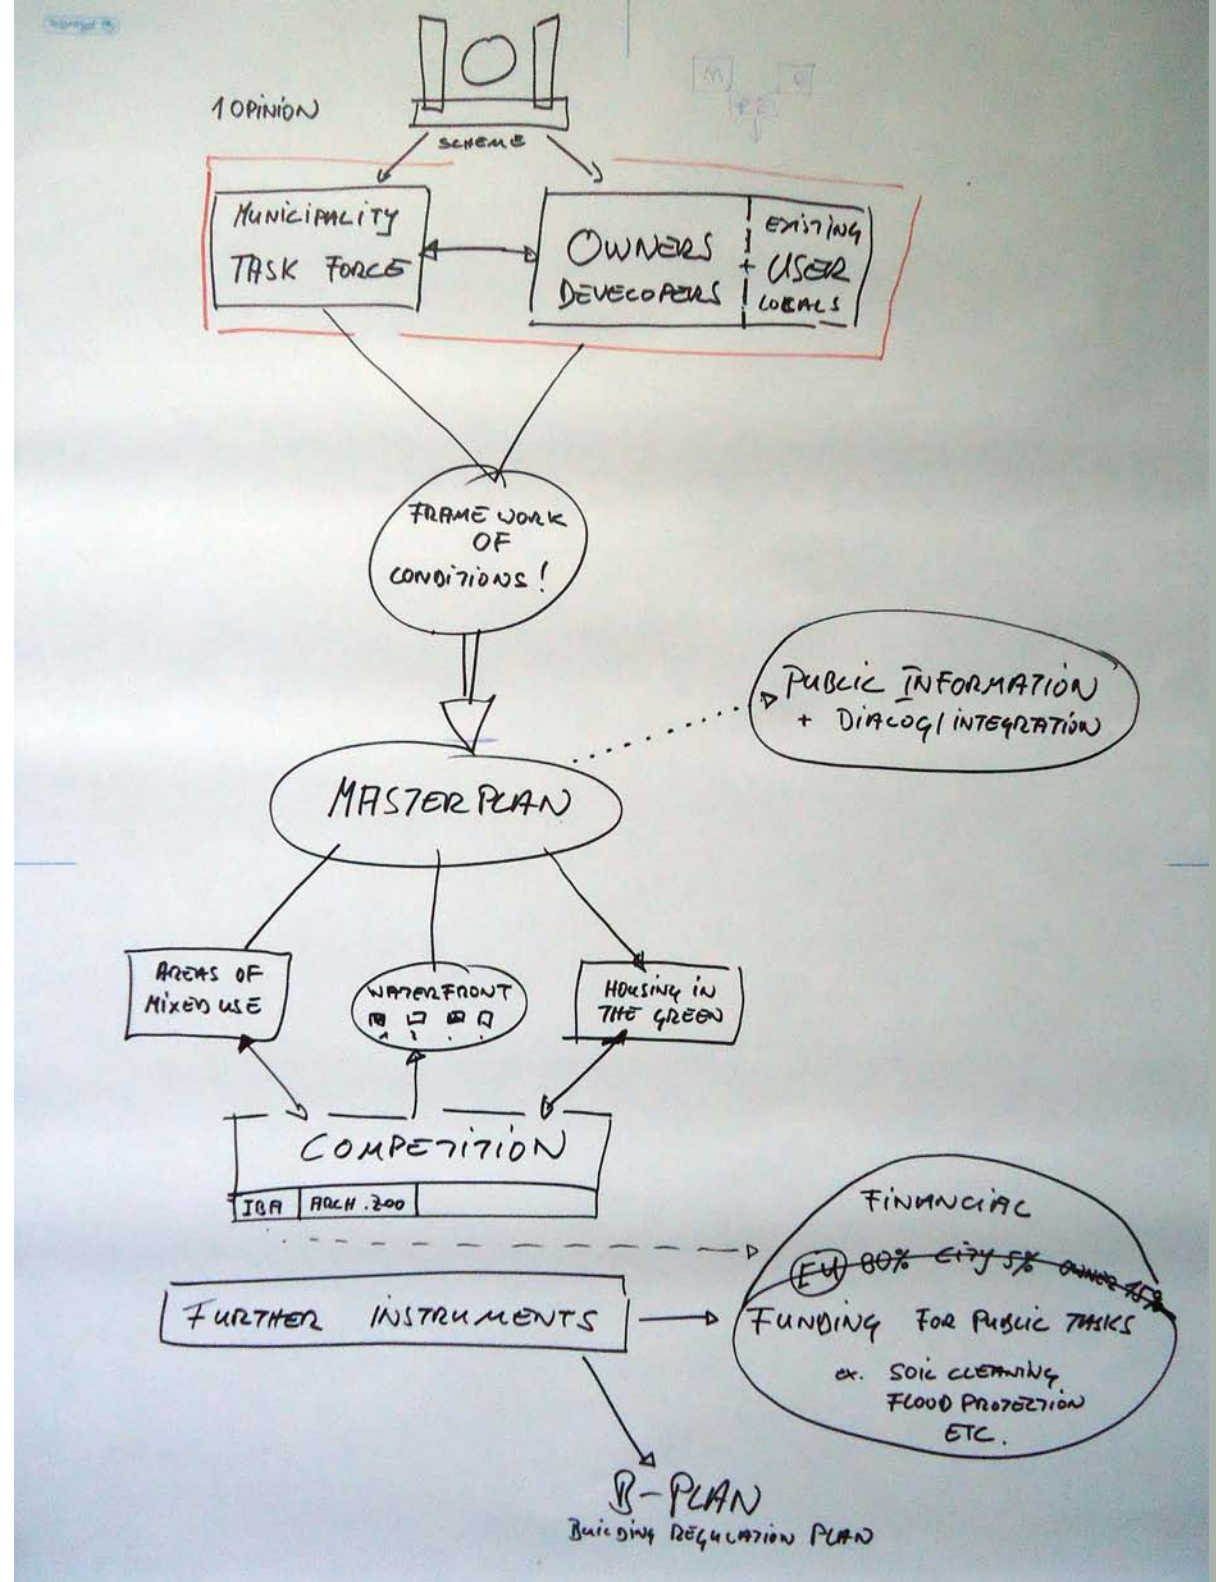 1 OPINION
SCHEME
M
O
MUNICIPALITY
TASK FORCE
OWNERS
DEVELOPERS
+
EXISTING
USER
LOCALS
FRAME WORK
OF
CONDITIONS!
PUBLIC INFORMATION
+ DIALOG/INTEGRATION
MASTERPLAN
AREAS OF
MIXED USE
WATERFRONT
HOUSING IN
THE GREEN
COMPETITION
IBA ARCH.200
FINANCIAL
EU 80% CITY 5% OWNER 15%
FUNDING FOR PUBLIC TASKS
ex. SOIL CLEANING
FLOOD PROTECTION
ETC.
FURTHER INSTRUMENTS
B-PLAN
BUILDING REGULATION PLAN